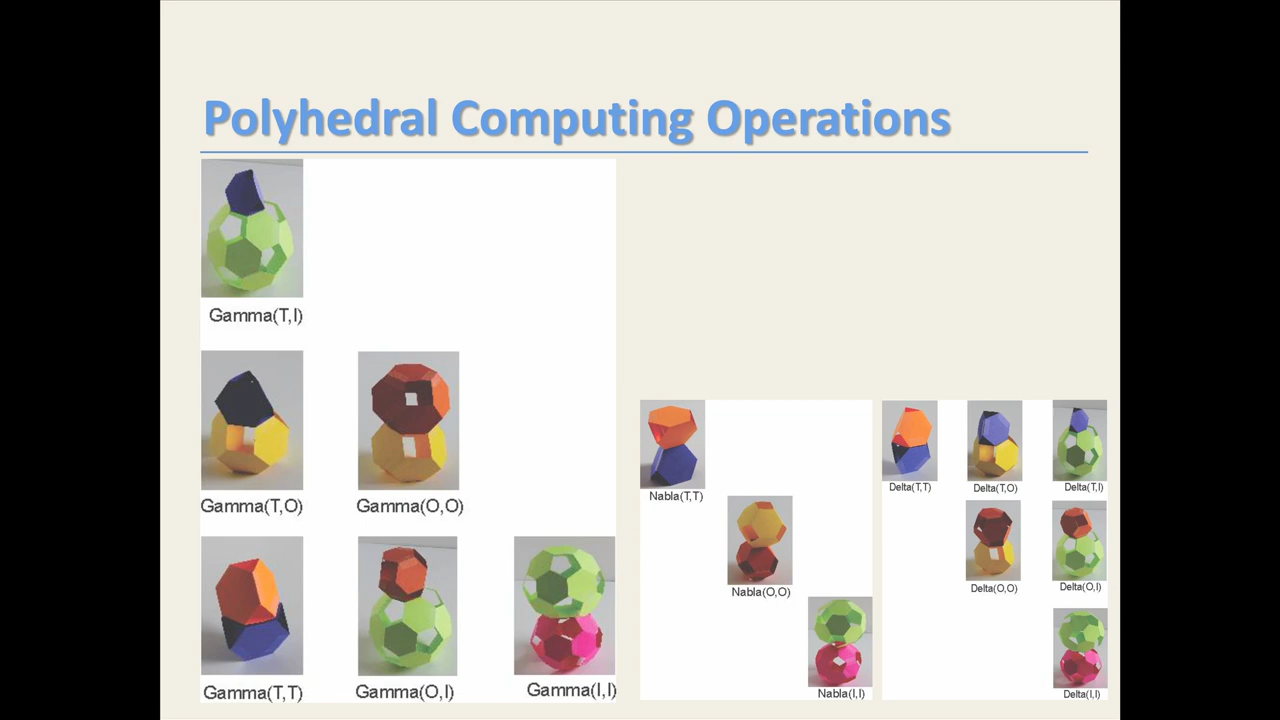 Polyhedral Computing Operations
Gamma(T,I)
Gamma(T,O)
Gamma(O,O)
Gamma(T,T)
Gamma(O,I)
Gamma(I,I)
Nabla(T,T)
Nabla(O,O)
Nabla(I,I)
Delta(T,T)
Delta(T,O)
Delta(T,I)
Delta(O,O)
Delta(O,I)
Delta(I,I)